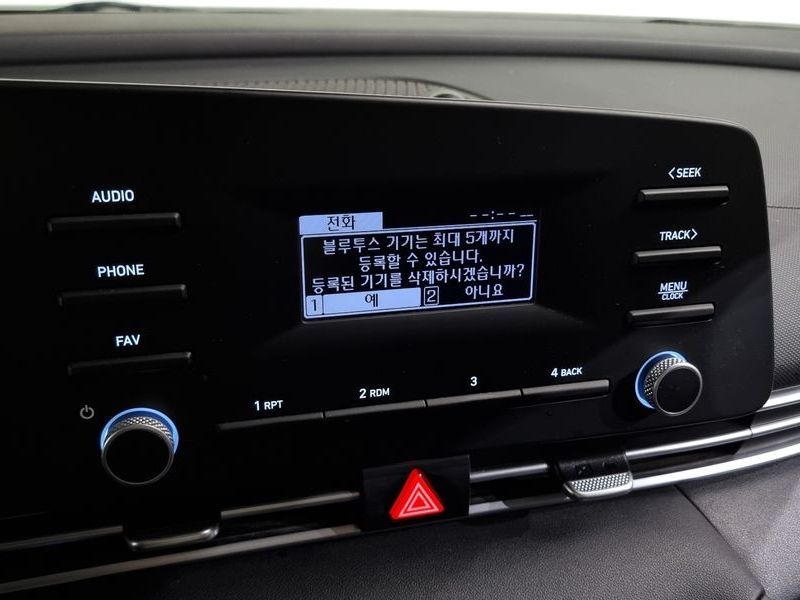 AUDIO
PHONE
FAV
전화
--:-- __
블루투스 기기는 최대 5개까지
등록할 수 있습니다.
등록된 기기를 삭제하시겠습니까?
1 예 2 아니요
<SEEK
TRACK>
MENU
CLOCK
1 RPT
2 RDM
3
4 BACK